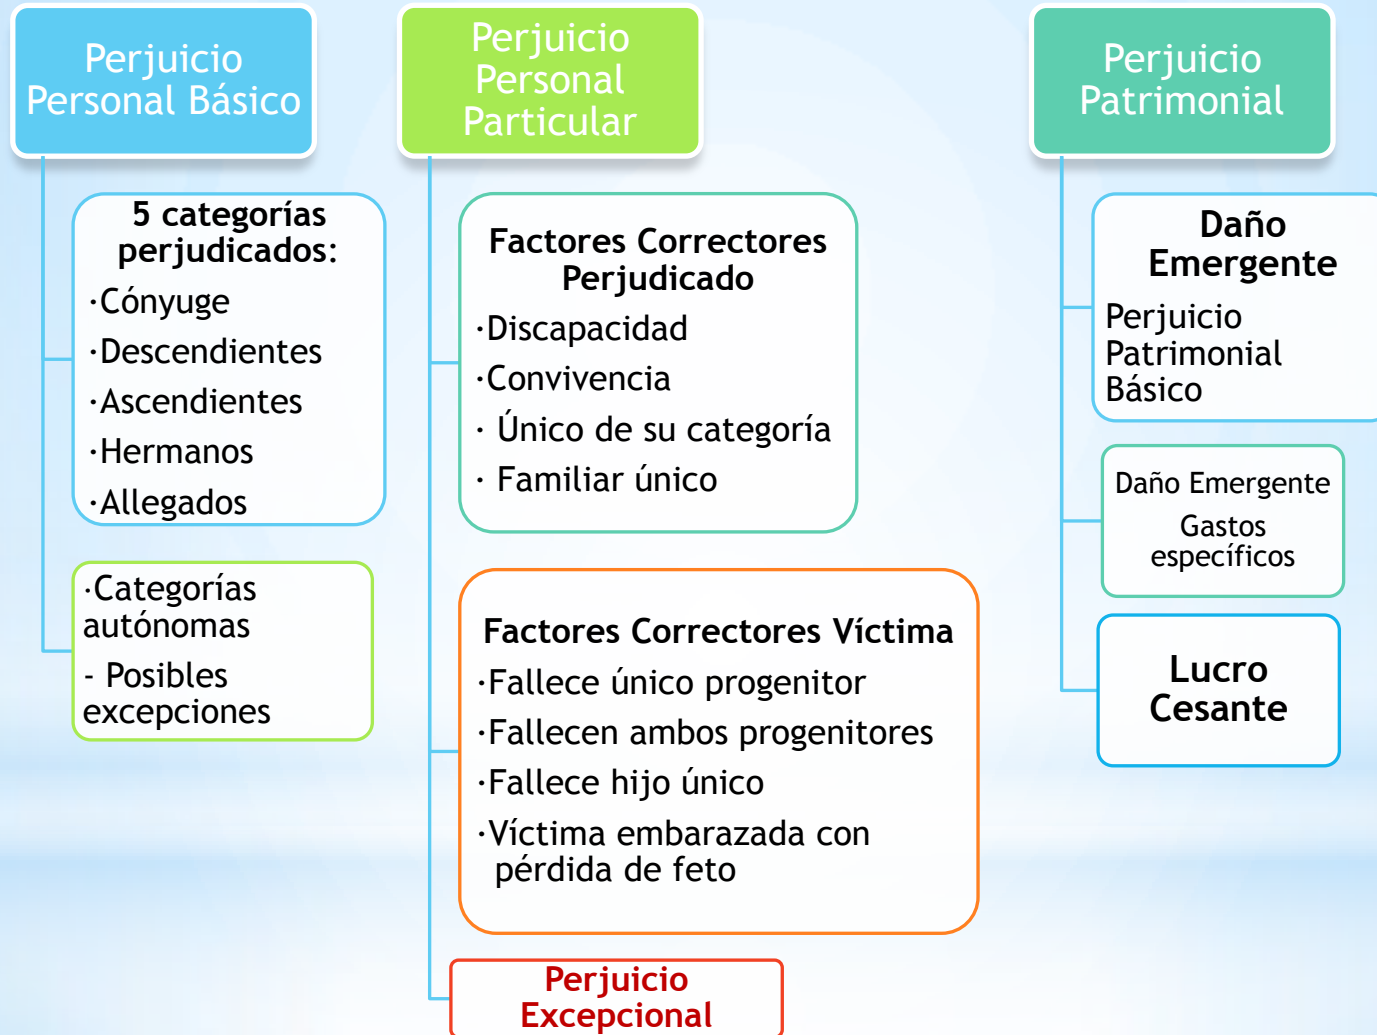 Perjuicio
Personal Básico
5 categorías
perjudicados:
·Cónyuge
·Descendientes
·Ascendientes
·Hermanos
·Allegados
·Categorías
autónomas
- Posibles
excepciones
Perjuicio
Personal
Particular
Factores Correctores
Perjudicado
·Discapacidad
·Convivencia
· Único de su categoría
· Familiar único
Factores Correctores Víctima
·Fallece único progenitor
·Fallecen ambos progenitores
·Fallece hijo único
·Víctima embarazada con
pérdida de feto
Perjuicio
Excepcional
Perjuicio
Patrimonial
Daño
Emergente
Perjuicio
Patrimonial
Básico
Daño Emergente
Gastos
específicos
Lucro
Cesante